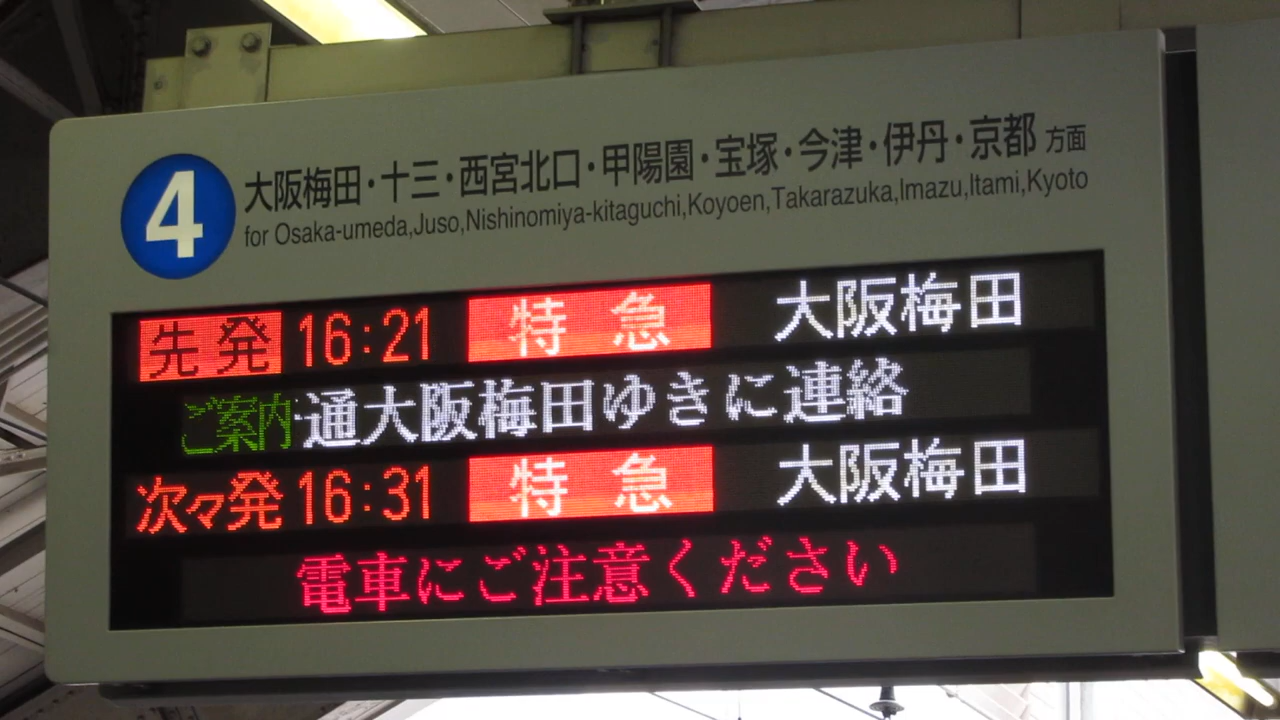 4
大阪梅田・十三・西宮北口・甲陽園・宝塚・今津・伊丹・京都 方面
for Osaka-umeda,Juso,Nishinomiya-kitaguchi,Koyoen,Takarazuka,Imazu,Itami,Kyoto
先発 16:21 特急 大阪梅田
ご案内 通大阪梅田ゆきに連絡
次々発 16:31 特急 大阪梅田
電車にご注意ください